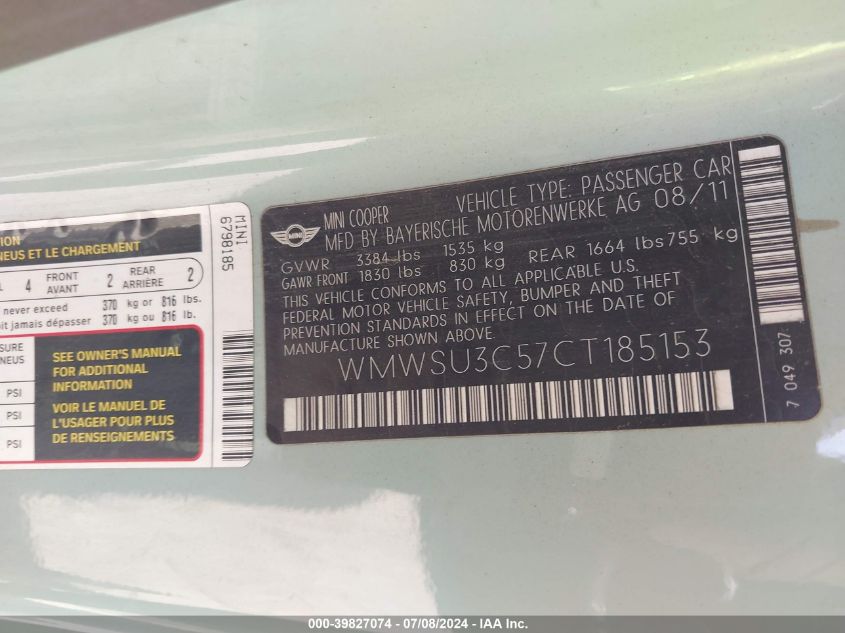 MINI COOPER VEHICLE TYPE: PASSENGER CAR
MFD BY BAYERISCHE MOTORENWERKE AG 08/11
GVWR 3384 lbs 1535 kg
GAWR FRONT 1830 lbs 830 kg REAR 1664 lbs 755 kg
THIS VEHICLE CONFORMS TO ALL APPLICABLE U.S.
FEDERAL MOTOR VEHICLE SAFETY, BUMPER AND THEFT
PREVENTION STANDARDS IN EFFECT ON THE DATE OF
MANUFACTURE SHOWN ABOVE
WMWSU3C57CT185153
7 049 307
MINI
6798185
NEUS ET LE CHARGEMENT
4 FRONT AVANT 2 REAR ARRIÈRE 2
never exceed 370 kg or 816 lbs.
jamais dépasser 370 kg ou 816 lb.
SEE OWNER'S MANUAL
FOR ADDITIONAL
INFORMATION
VOIR LE MANUEL DE
L'USAGER POUR PLUS
DE RENSEIGNEMENTS
PSI
PSI
PSI
000-39827074 - 07/08/2024 - IAA Inc.